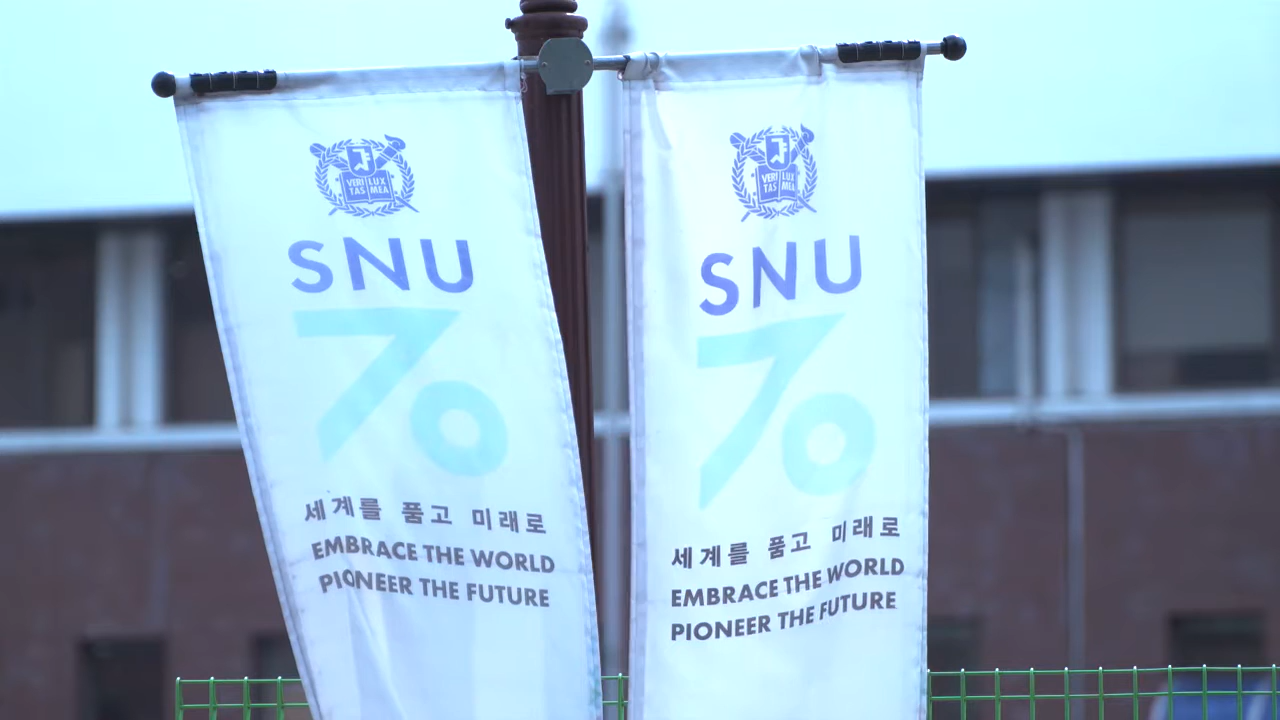 VERI LUX
TAS MEA
SNU
70
세계를 품고 미래로
EMBRACE THE WORLD
PIONEER THE FUTURE
VERI LUX
TAS MEA
SNU
70
세계를 품고 미래로
EMBRACE THE WORLD
PIONEER THE FUTURE